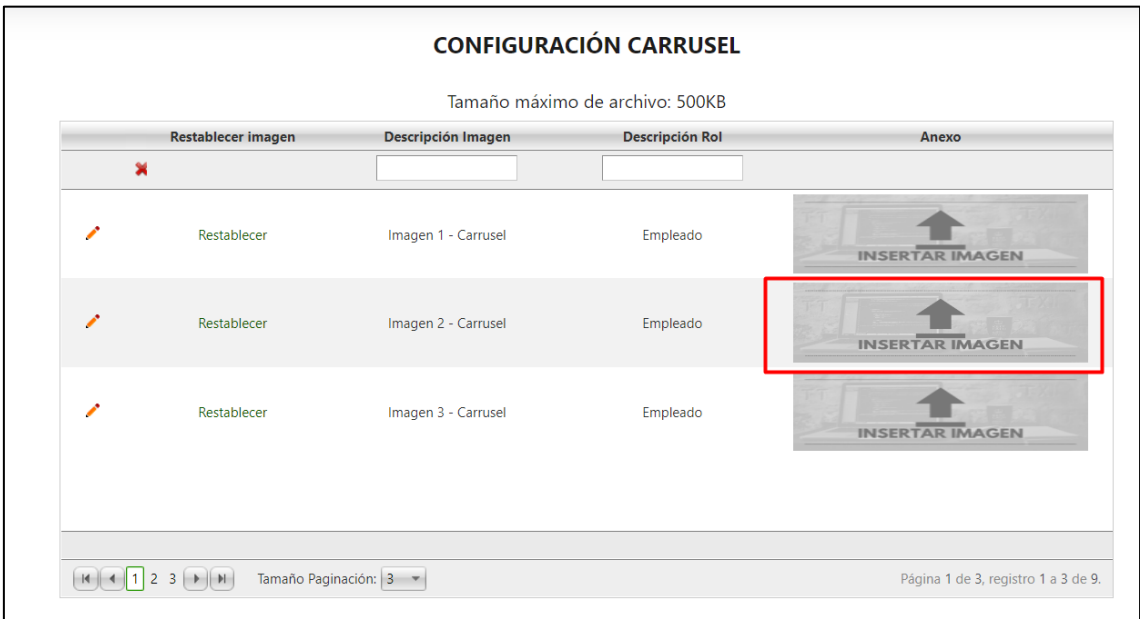 CONFIGURACIÓN CARRUSEL
Tamaño máximo de archivo: 500KB
Restablecer imagen Descripción Imagen Descripción Rol Anexo
Restablecer Imagen 1 - Carrusel Empleado INSERTAR IMAGEN
Restablecer Imagen 2 - Carrusel Empleado INSERTAR IMAGEN
Restablecer Imagen 3 - Carrusel Empleado INSERTAR IMAGEN
1 2 3 Tamaño Paginación: 3 Página 1 de 3, registro 1 a 3 de 9.